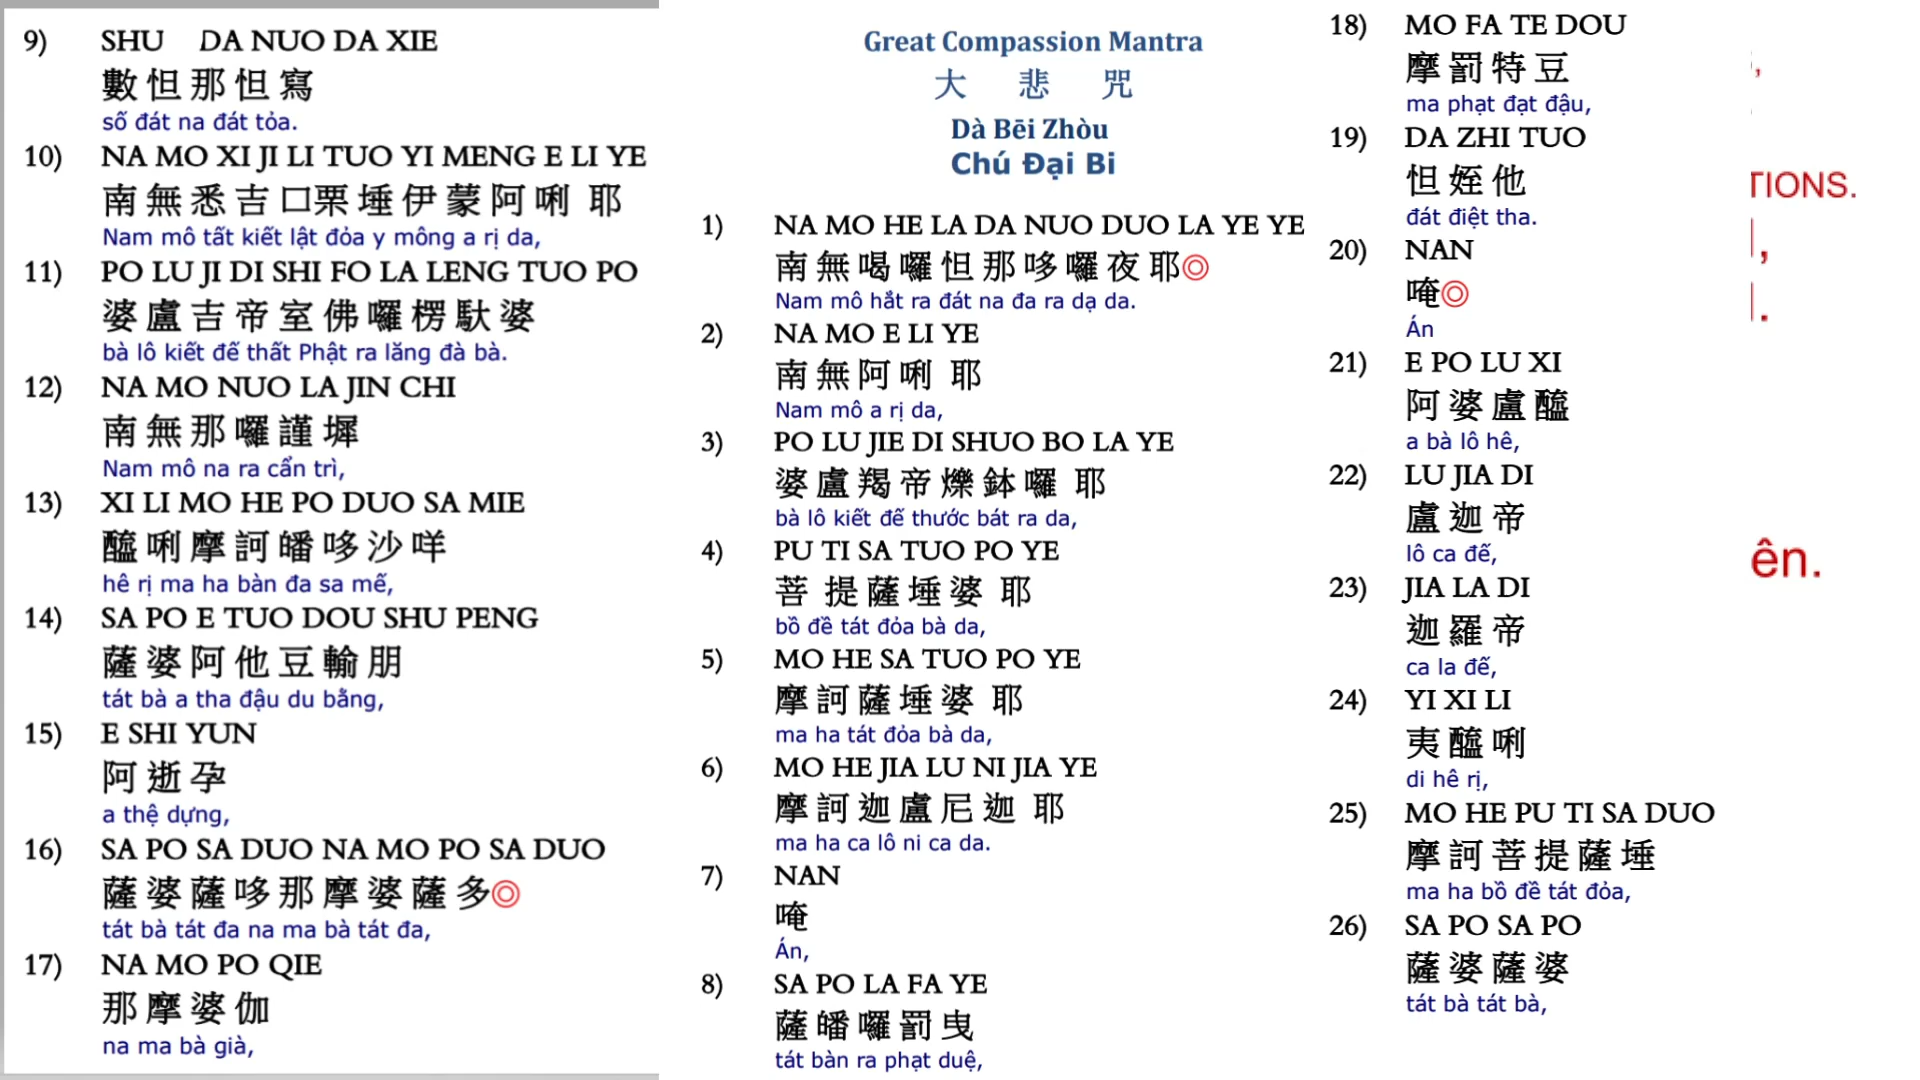 9) SHU DA NUO DA XIE
數 怛 那 怛 寫
số đát na đát tỏa.
10) NA MO XI JI LI TUO YI MENG E LI YE
南 無 悉 吉 口栗 埵 伊 蒙 阿 唎 耶
Nam mô tất kiết lật đỏa y mông a rị da,
11) PO LU JI DI SHI FO LA LENG TUO PO
婆 盧 吉 帝 室 佛 囉 楞 馱 婆
bà lô kiết đế thất Phật ra lăng đà bà.
12) NA MO NUO LA JIN CHI
南 無 那 囉 謹 墀
Nam mô na ra cẩn trì,
13) XI LI MO HE PO DUO SA MIE
醯 唎 摩 訶 皤 哆 沙 咩
hê rị ma ha bàn đa sa mế,
14) SA PO E TUO DOU SHU PENG
薩 婆 阿 他 豆 輸 朋
tát bà a tha đậu du bằng,
15) E SHI YUN
阿 逝 孕
a thệ dựng,
16) SA PO SA DUO NA MO PO SA DUO
薩 婆 薩 哆 那 摩 婆 薩 多◎
tát bà tát đa na ma bà tát đa,
17) NA MO PO QIE
那 摩 婆 伽
na ma bà già,
Great Compassion Mantra
大 悲 咒
Dà Bēi Zhòu
Chú Đại Bi
1) NA MO HE LA DA NUO DUO LA YE YE
南 無 喝 囉 怛 那 哆 囉 夜 耶◎
Nam mô hắt ra đát na đa ra dạ da.
2) NA MO E LI YE
南 無 阿 唎 耶
Nam mô a rị da,
3) PO LU JIE DI SHUO BO LA YE
婆 盧 羯 帝 爍 鉢 囉 耶
bà lô kiết đế thước bát ra da,
4) PU TI SA TUO PO YE
菩 提 薩 埵 婆 耶
bồ đề tát đỏa bà da,
5) MO HE SA TUO PO YE
摩 訶 薩 埵 婆 耶
ma ha tát đỏa bà da,
6) MO HE JIA LU NI JIA YE
摩 訶 迦 盧 尼 迦 耶
ma ha ca lô ni ca da.
7) NAN
唵
Án,
8) SA PO LA FA YE
薩 皤 囉 罰 曳
tát bàn ra phạt duệ,
18) MO FA TE DOU
摩 罰 特 豆
ma phạt đạt đậu,
19) DA ZHI TUO
怛 姪 他
đát điệt tha.
20) NAN
唵◎
Án
21) E PO LU XI
阿 婆 盧 醯
a bà lô hê,
22) LU JIA DI
盧 迦 帝
lô ca đế,
23) JIA LA DI
迦 羅 帝
ca la đế,
24) YI XI LI
夷 醯 唎
di hê rị,
25) MO HE PU TI SA DUO
摩 訶 菩 提 薩 埵
ma ha bồ đề tát đỏa,
26) SA PO SA PO
薩 婆 薩 婆
tát bà tát bà,
TIONS.
ên.